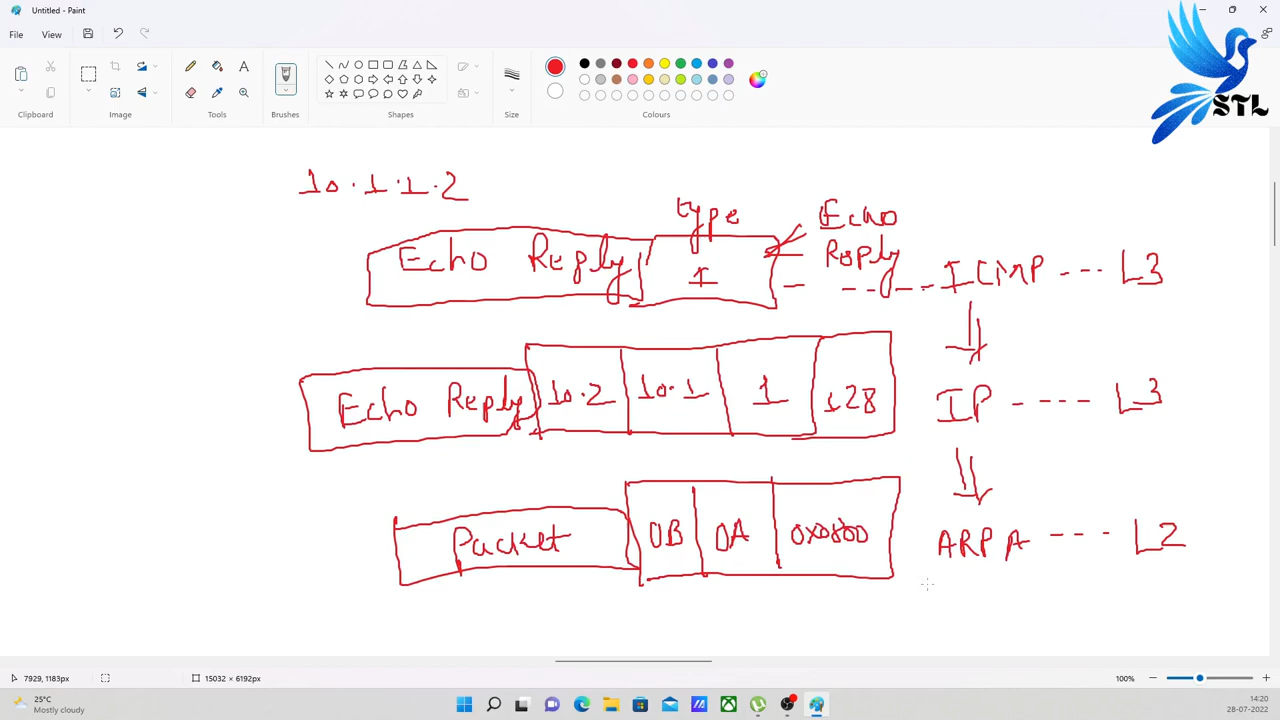 Untitled - Paint
File View
Clipboard Image Tools Brushes Shapes Size Colours
STL
10.1.1.2
type
Echo Reply 1 Echo Reply ICMP --- L3
Echo Reply 10.2 10.1 1 128 IP ---- L3
Packet 0B 0A 0x0800 ARPA --- L2
7929, 1183px 15032 × 6192px 100%
25°C
Mostly cloudy
14:20
28-07-2022